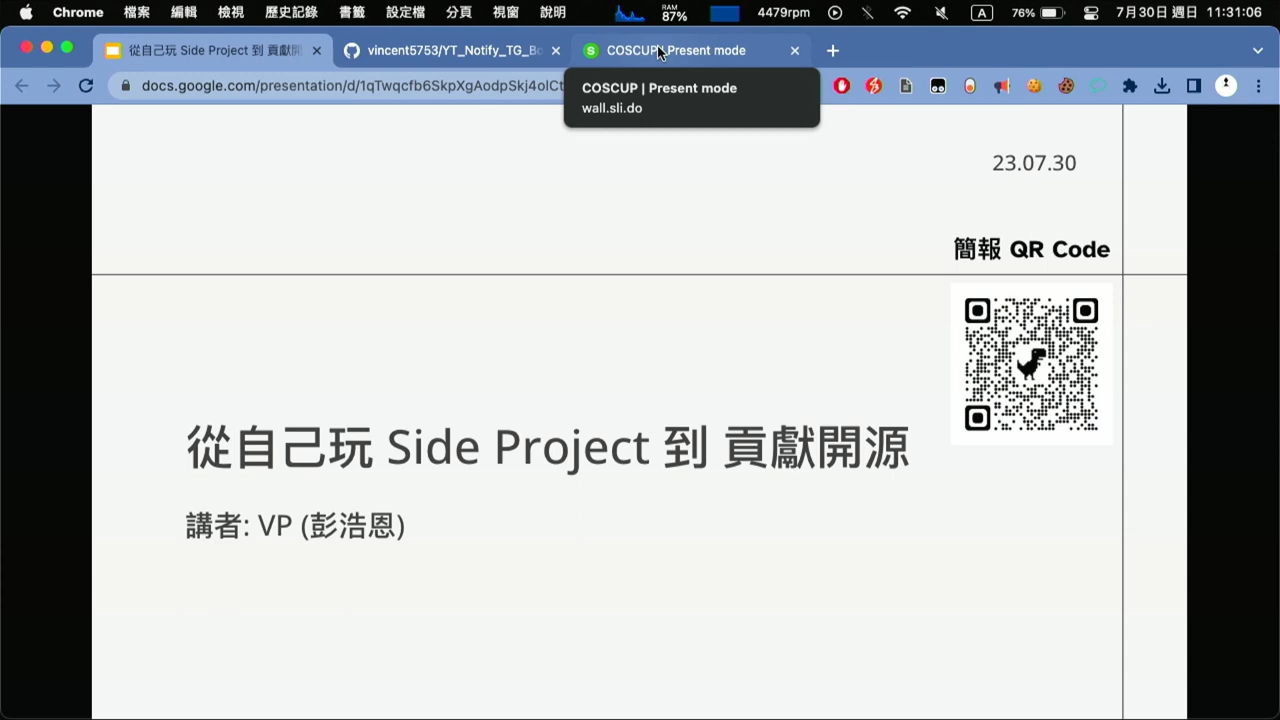 Chrome 檔案 編輯 檢視 歷史記錄 書籤 設定檔 分頁 視窗 說明 RAM 87% 4479rpm A 76% 7月30日 週日 11:31:06
從自己玩 Side Project 到 貢獻開 vincent5753/YT_Notify_TG_Bo COSCUP | Present mode
docs.google.com/presentation/d/1qTwqcfb6SkpXgAodpSkj4olCt
COSCUP | Present mode
wall.sli.do
23.07.30
簡報 QR Code
從自己玩 Side Project 到 貢獻開源
講者: VP (彭浩恩)